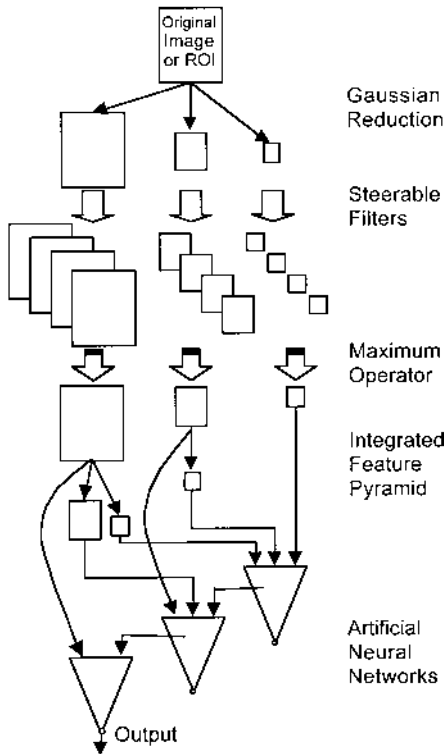 Original
Image
or ROI
Gaussian
Reduction
Steerable
Filters
Maximum
Operator
Integrated
Feature
Pyramid
Artificial
Neural
Networks
Output